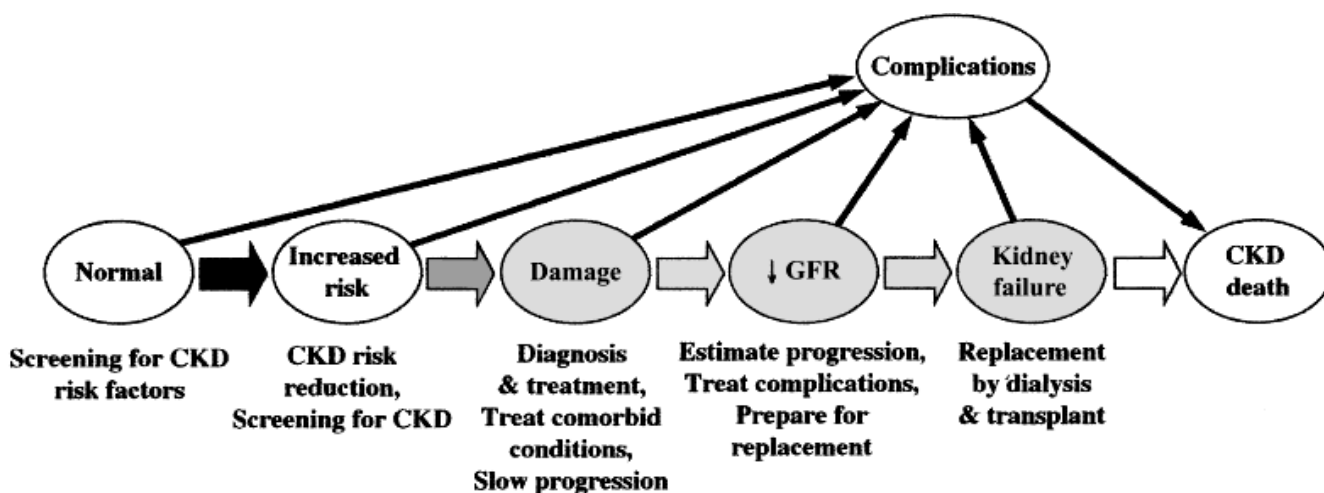 Complications
Normal
Increased
risk
Damage
↓ GFR
Kidney
failure
CKD
death
Screening for CKD
risk factors
CKD risk
reduction,
Screening for CKD
Diagnosis
& treatment,
Treat comorbid
conditions,
Slow progression
Estimate progression,
Treat complications,
Prepare for
replacement
Replacement
by dialysis
& transplant